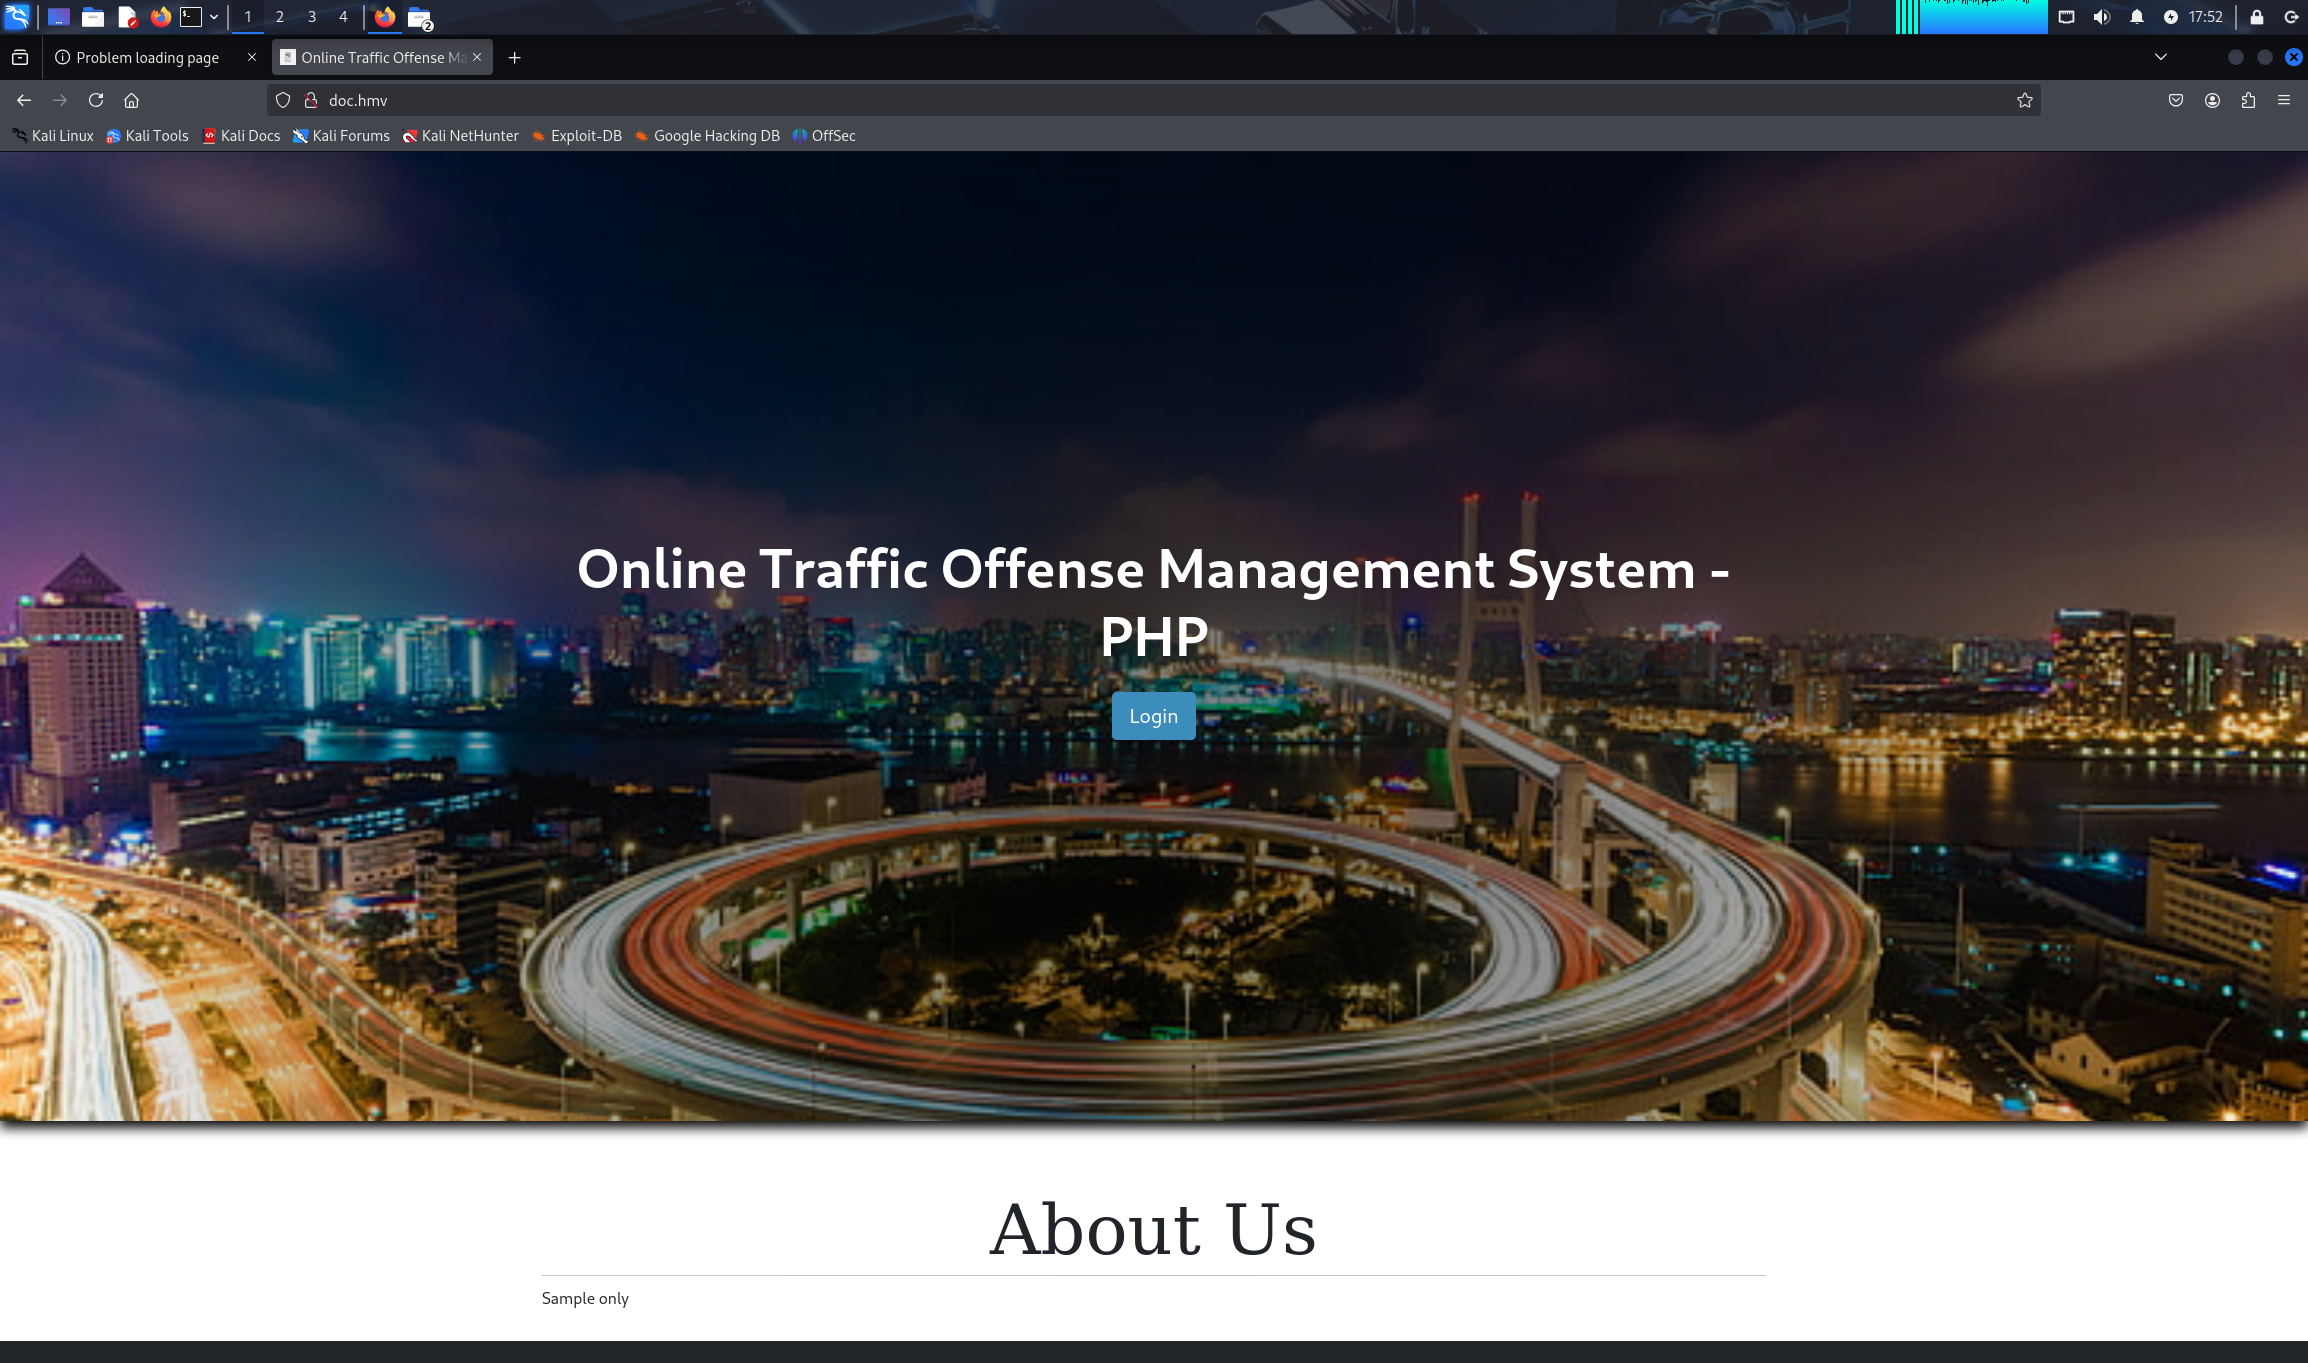 1 2 3 4 2 17:52
Problem loading page Online Traffic Offense Ma
doc.hmv
Kali Linux Kali Tools Kali Docs Kali Forums Kali NetHunter Exploit-DB Google Hacking DB OffSec
Online Traffic Offense Management System -
PHP
Login
About Us
Sample only